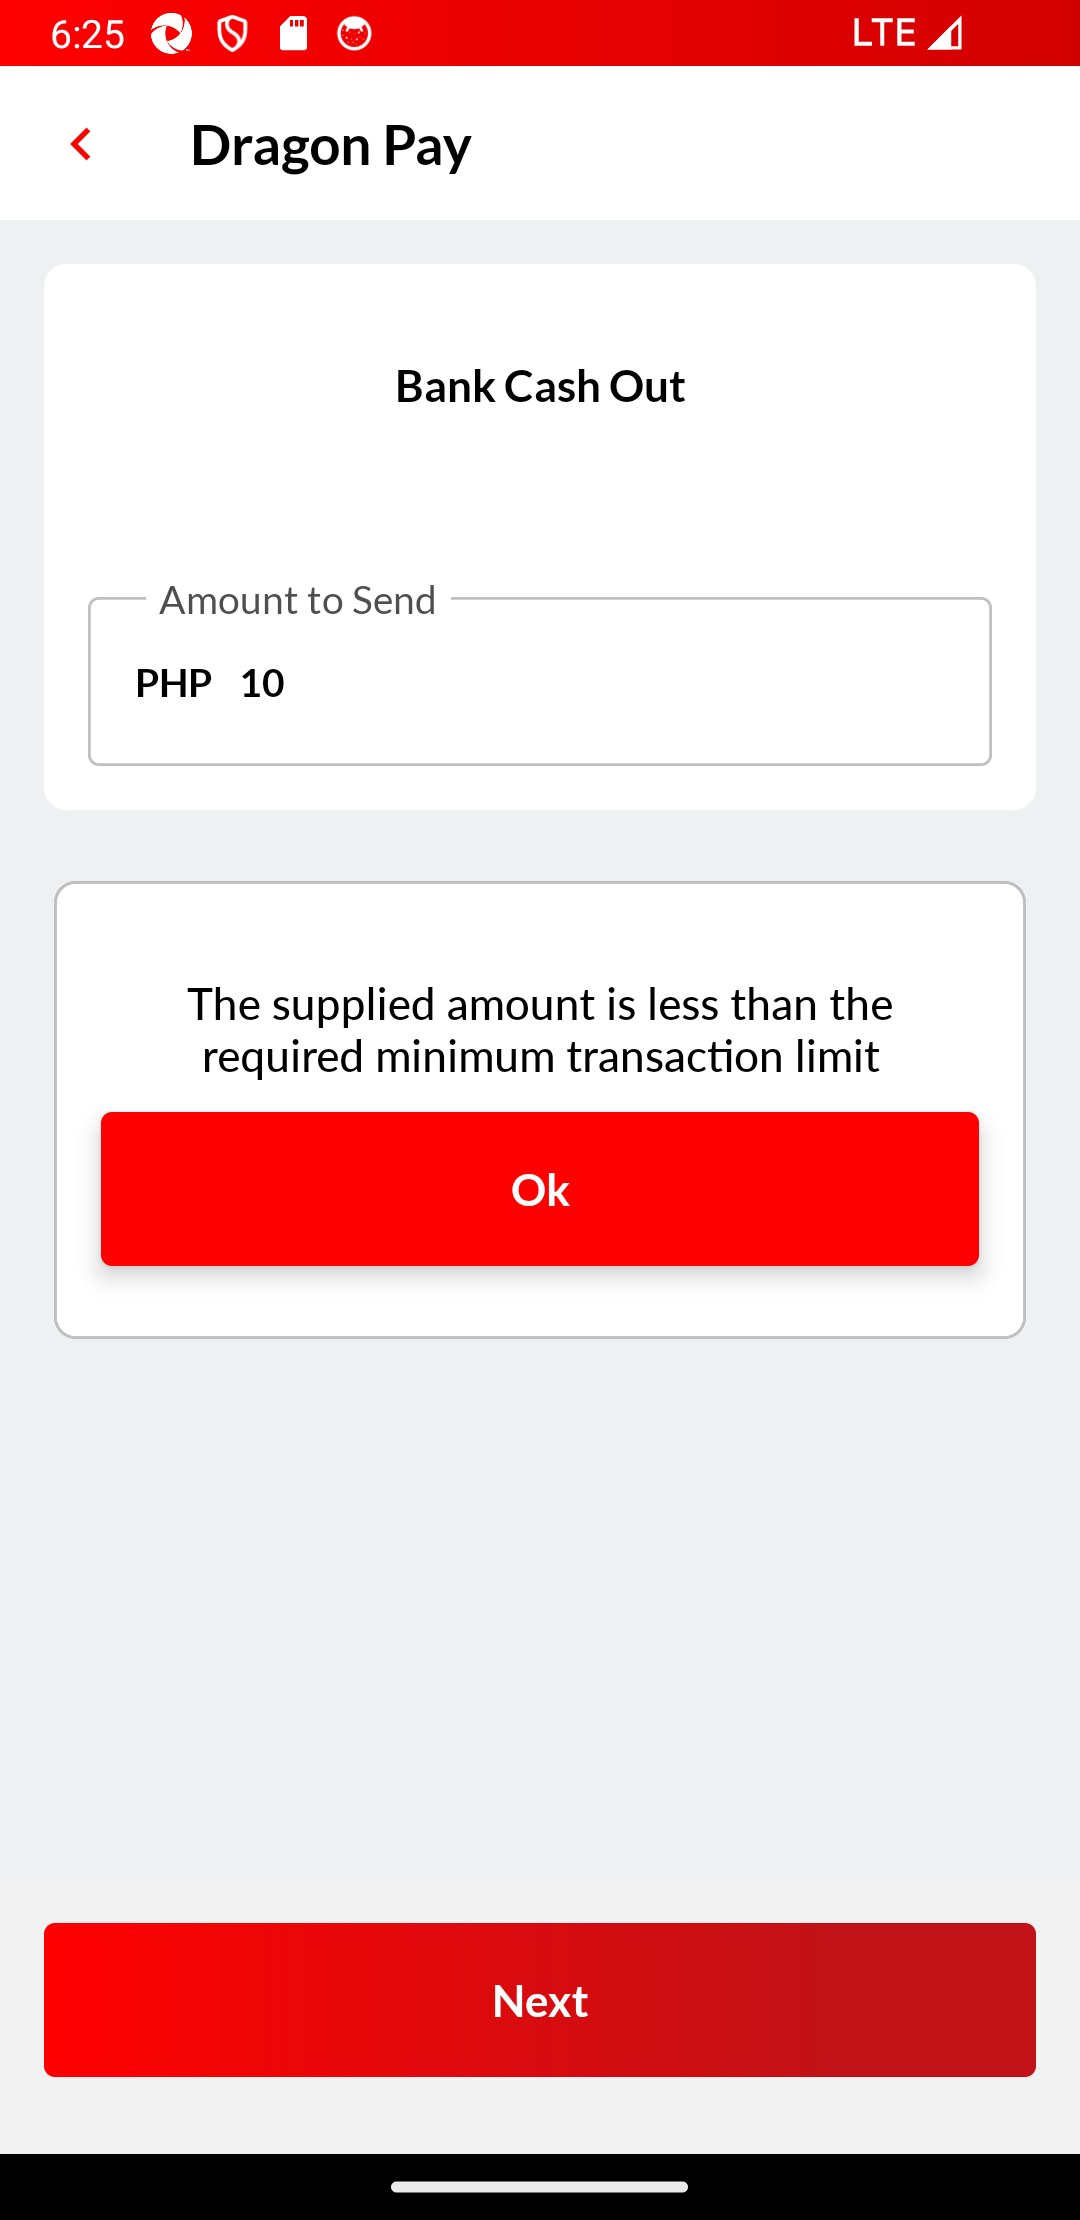 6:25
LTE
Dragon Pay
Bank Cash Out
Amount to Send
PHP 10
The supplied amount is less than the
required minimum transaction limit
Ok
Next